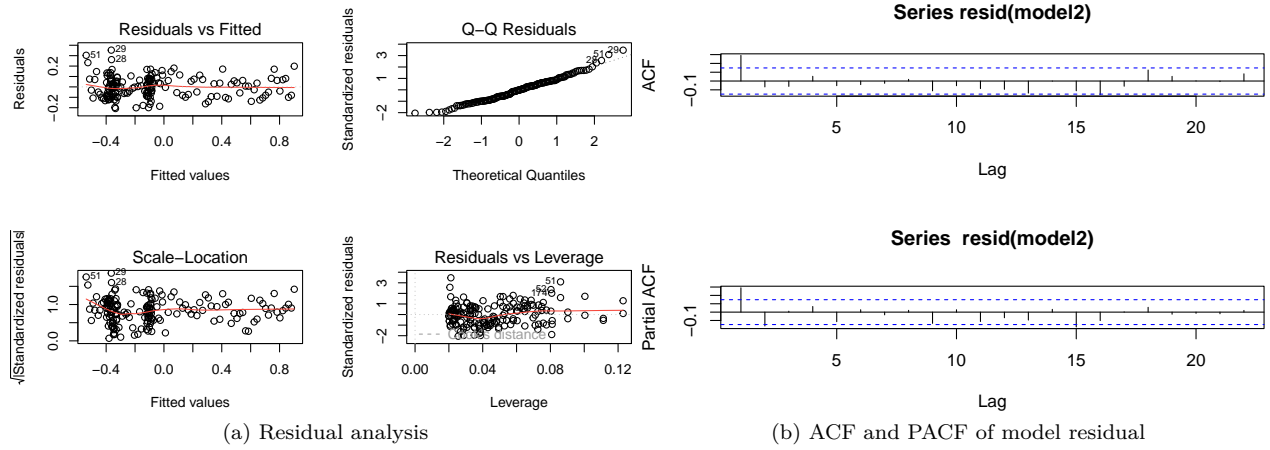 Residuals vs Fitted
Residuals
0.2
−0.2
51
29
28
−0.4
0.0
0.4
0.8
Fitted values
Q−Q Residuals
Standardized residuals
3
1
−2
51
29
−2
−1
0
1
2
Theoretical Quantiles
Series resid(model2)
ACF
−0.1
5
10
15
20
Lag
Scale−Location
√|Standardized residuals|
1.0
0.0
51
29
28
−0.4
0.0
0.4
0.8
Fitted values
Residuals vs Leverage
Standardized residuals
3
1
−2
51
Cook's distance
0.00
0.04
0.08
0.12
Leverage
Series resid(model2)
Partial ACF
−0.1
5
10
15
20
Lag
(a) Residual analysis
(b) ACF and PACF of model residual